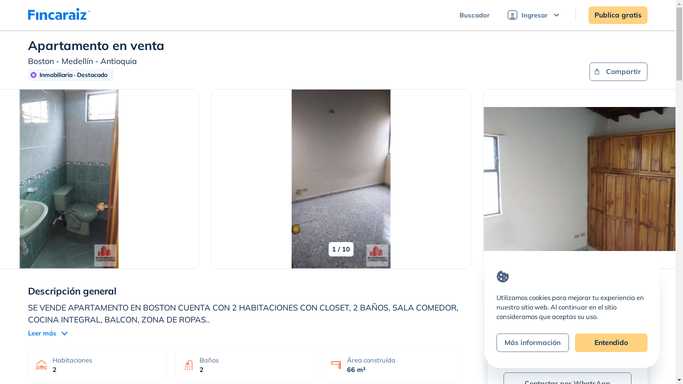 Fincaraiz
Buscador
Ingresar
Publica gratis
Apartamento en venta
Boston - Medellín - Antioquia
Inmobiliaria · Destacado
Compartir
1 / 10
Descripción general
SE VENDE APARTAMENTO EN BOSTON CUENTA CON 2 HABITACIONES CON CLOSET, 2 BAÑOS, SALA COMEDOR,
COCINA INTEGRAL, BALCON, ZONA DE ROPAS..
Leer más
Habitaciones
2
Baños
2
Área construída
66 m²
Utilizamos cookies para mejorar tu experiencia en
nuestro sitio web. Al continuar en el sitio
consideramos que aceptas su uso.
Más información
Entendido
Contactar por WhatsApp